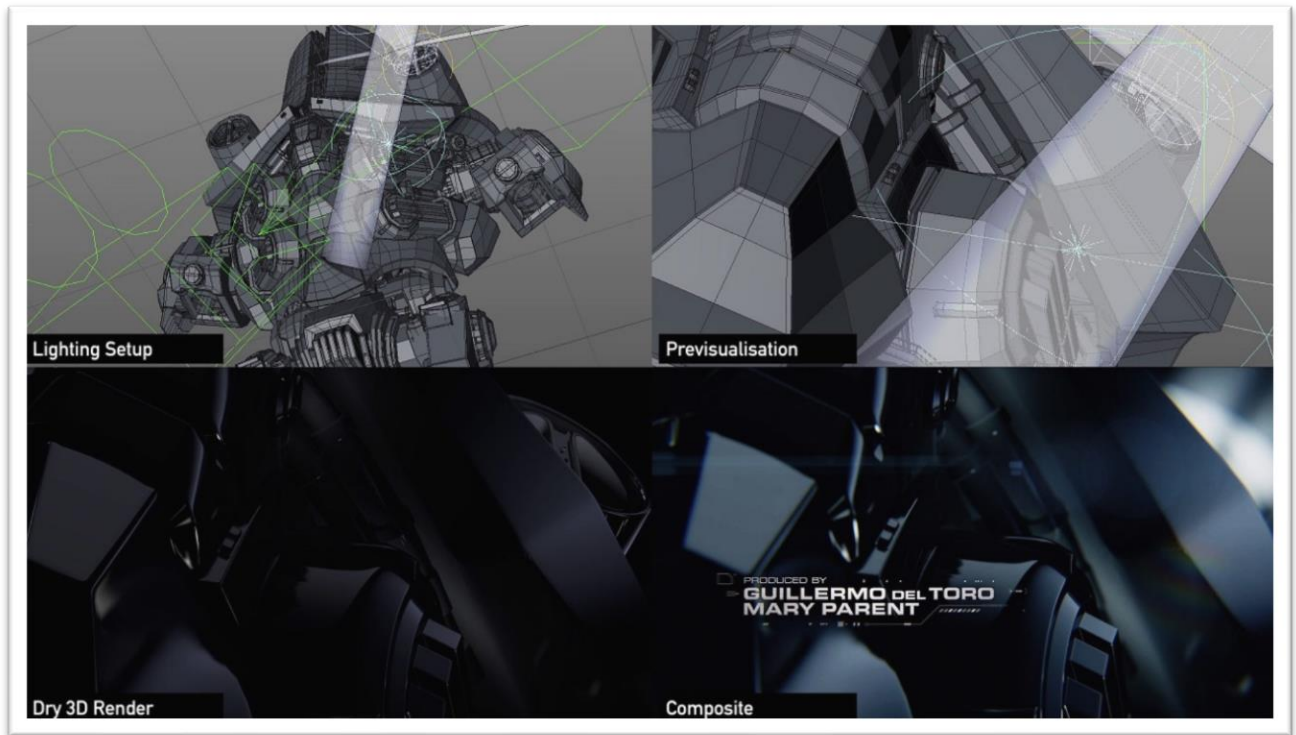 Lighting Setup
Previsualisation
Dry 3D Render
PRODUCED BY
GUILLERMO DEL TORO
MARY PARENT
Composite